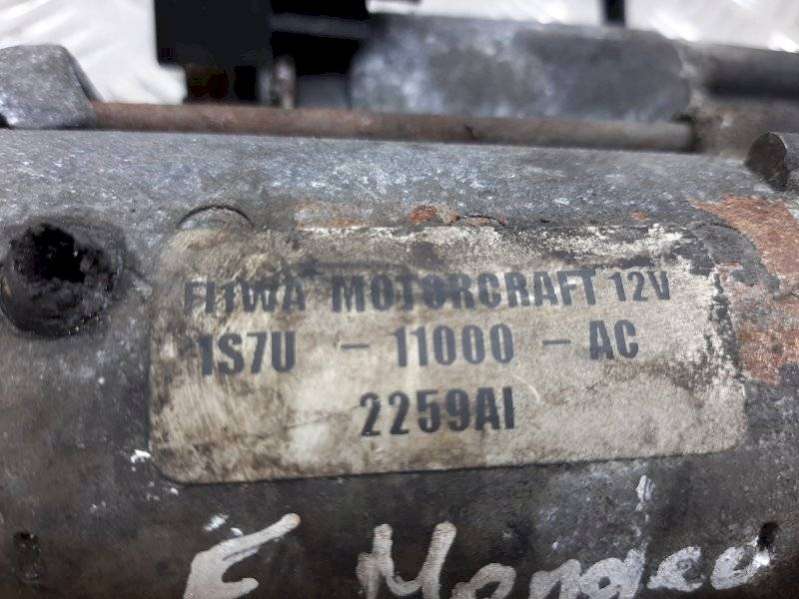 FITWA MOTORCRAFT 12V
1S7U - 11000 - AC
2259AI
F Mondeo